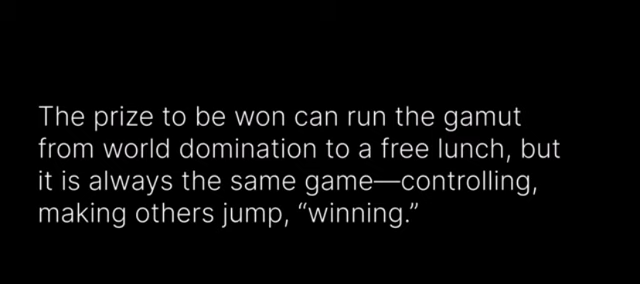 The prize to be won can run the gamut
from world domination to a free lunch, but
it is always the same game—controlling,
making others jump, “winning.”